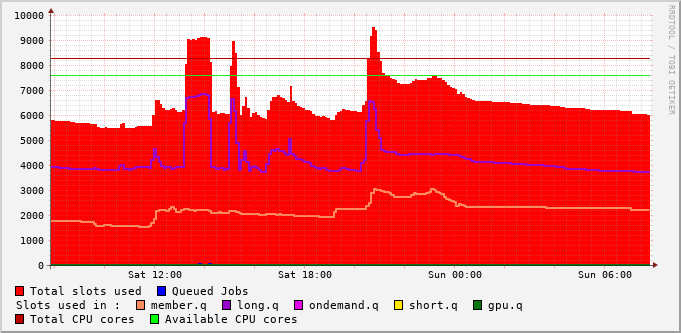 RRDTOOL / TOBI OETIKER
10000
9000
8000
7000
6000
5000
4000
3000
2000
1000
0
Sat 12:00 Sat 18:00 Sun 00:00 Sun 06:00
Total slots used Queued Jobs
Slots used in : member.q long.q ondemand.q short.q gpu.q
Total CPU cores Available CPU cores